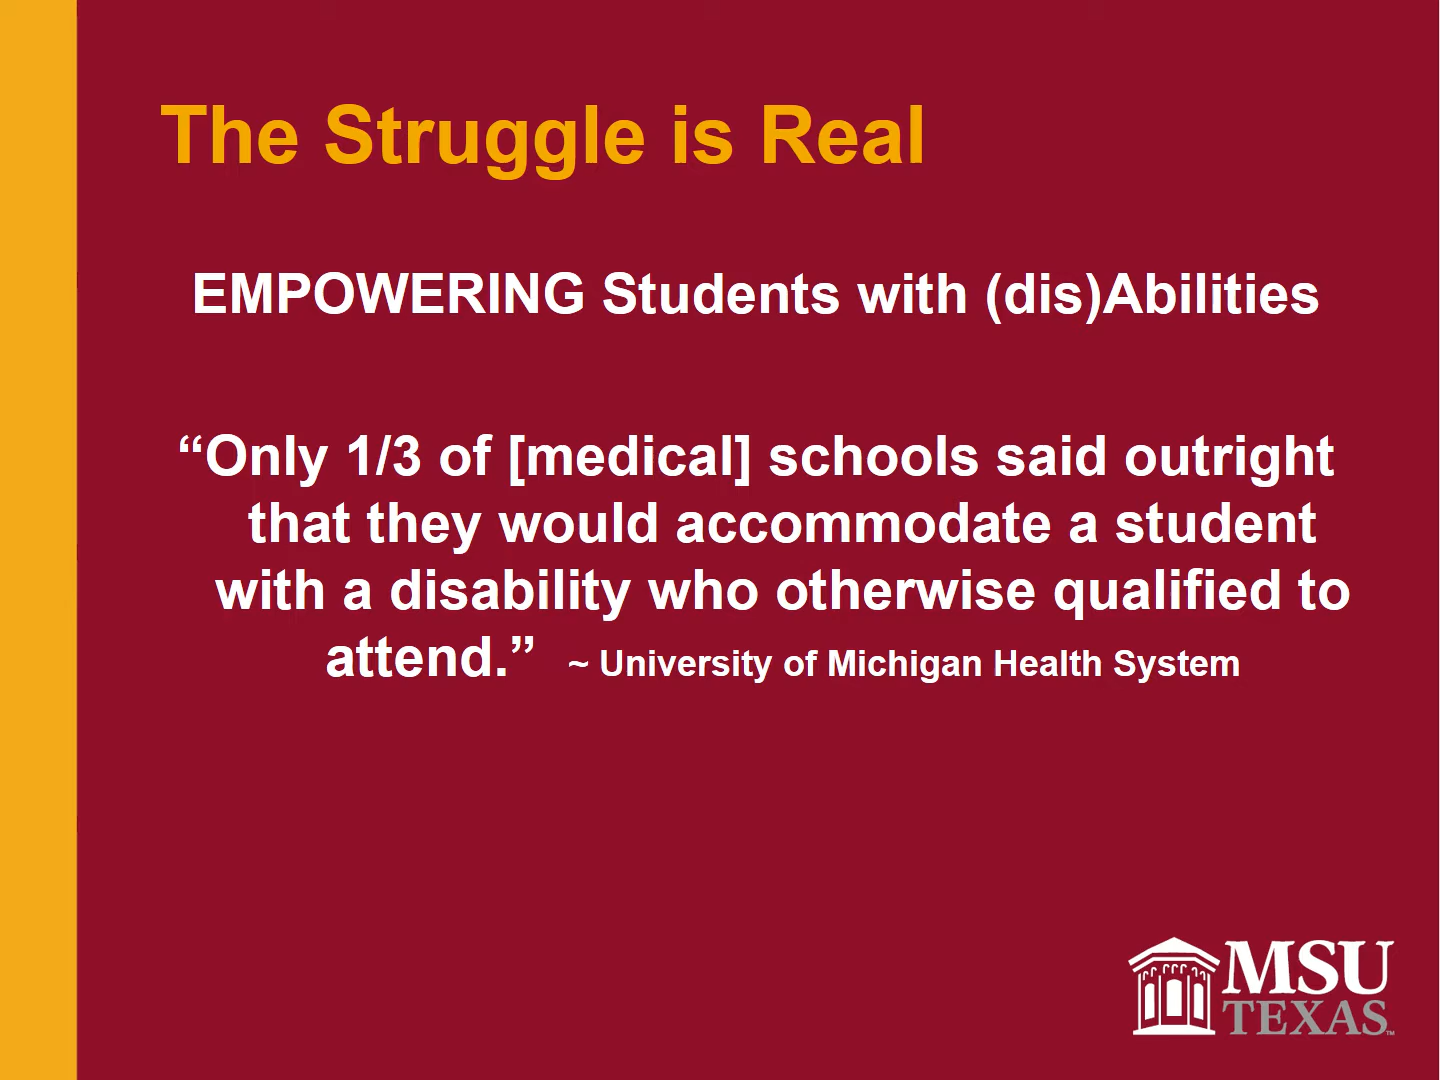 The Struggle is Real
EMPOWERING Students with (dis)Abilities
“Only 1/3 of [medical] schools said outright
that they would accommodate a student
with a disability who otherwise qualified to
attend.” ~ University of Michigan Health System
MSU
TEXAS™